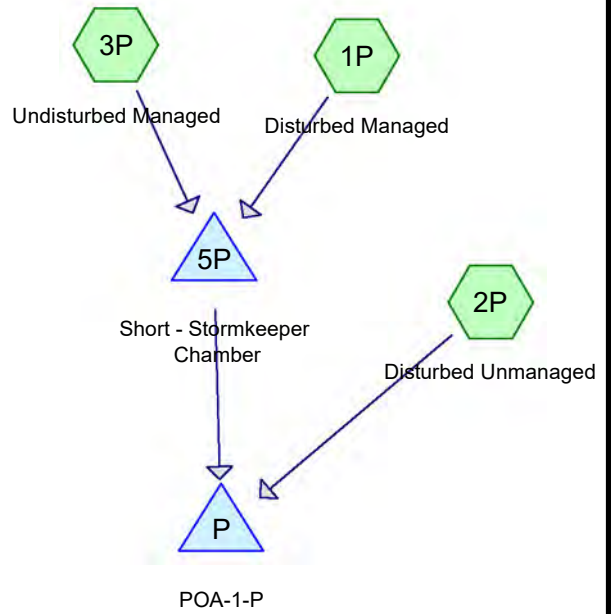 3P
1P
Undisturbed Managed
Disturbed Managed
5P
2P
Short - Stormkeeper
Chamber
Disturbed Unmanaged
P
POA-1-P